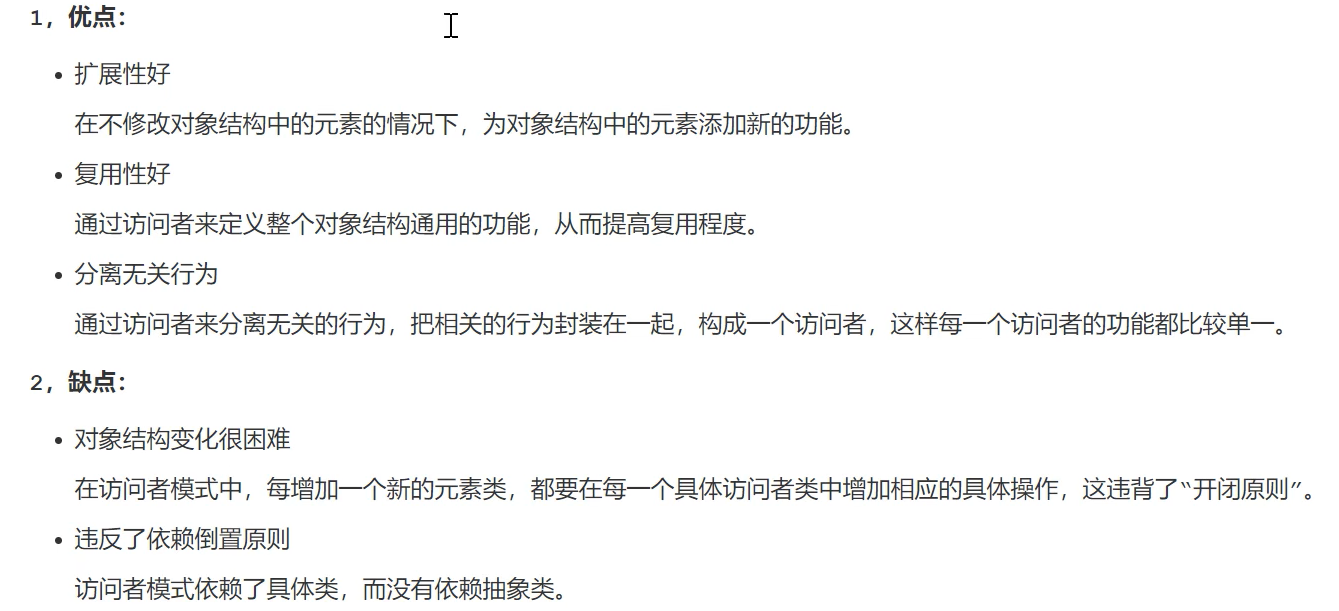 1，优点：
• 扩展性好
在不修改对象结构中的元素的情况下，为对象结构中的元素添加新的功能。
• 复用性好
通过访问者来定义整个对象结构通用的功能，从而提高复用程度。
• 分离无关行为
通过访问者来分离无关的行为，把相关的行为封装在一起，构成一个访问者，这样每一个访问者的功能都比较单一。
2，缺点：
• 对象结构变化很困难
在访问者模式中，每增加一个新的元素类，都要在每一个具体访问者类中增加相应的具体操作，这违背了“开闭原则”。
• 违反了依赖倒置原则
访问者模式依赖了具体类，而没有依赖抽象类。